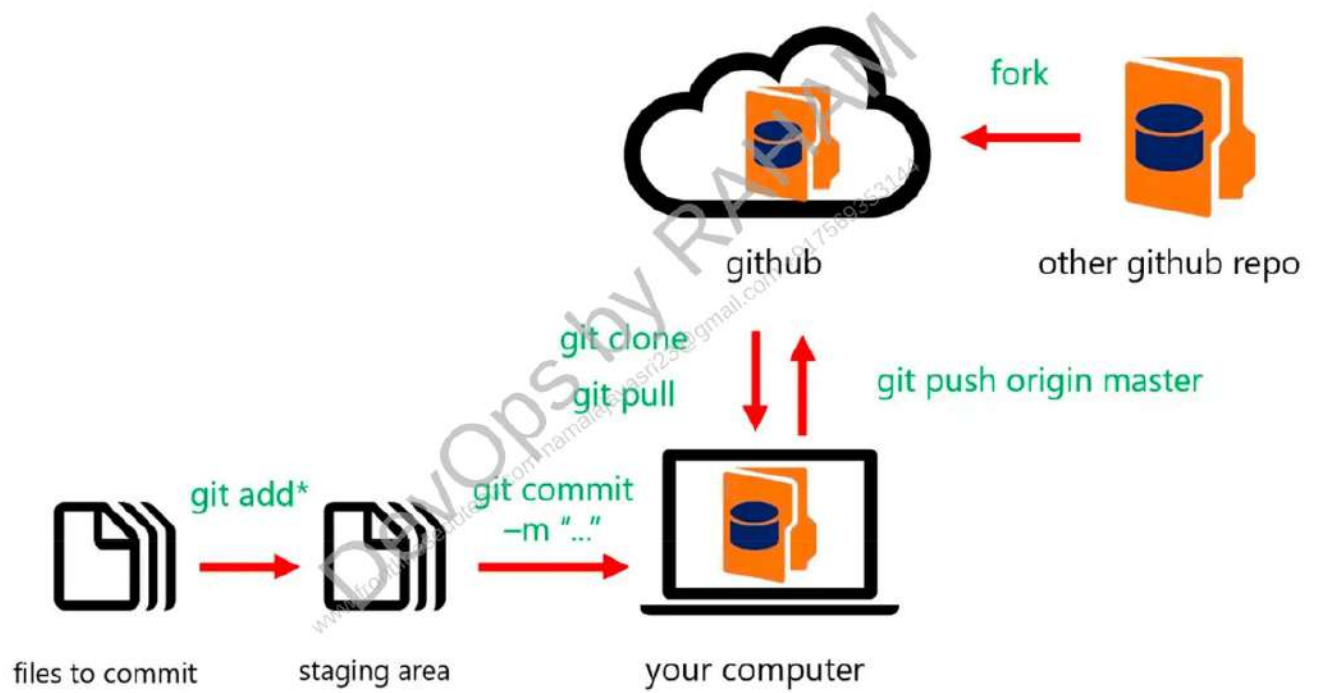 fork
github
other github repo
git clone
git pull
git push origin master
git add*
git commit
–m "..."
files to commit
staging area
your computer
DevOps by RAHAM